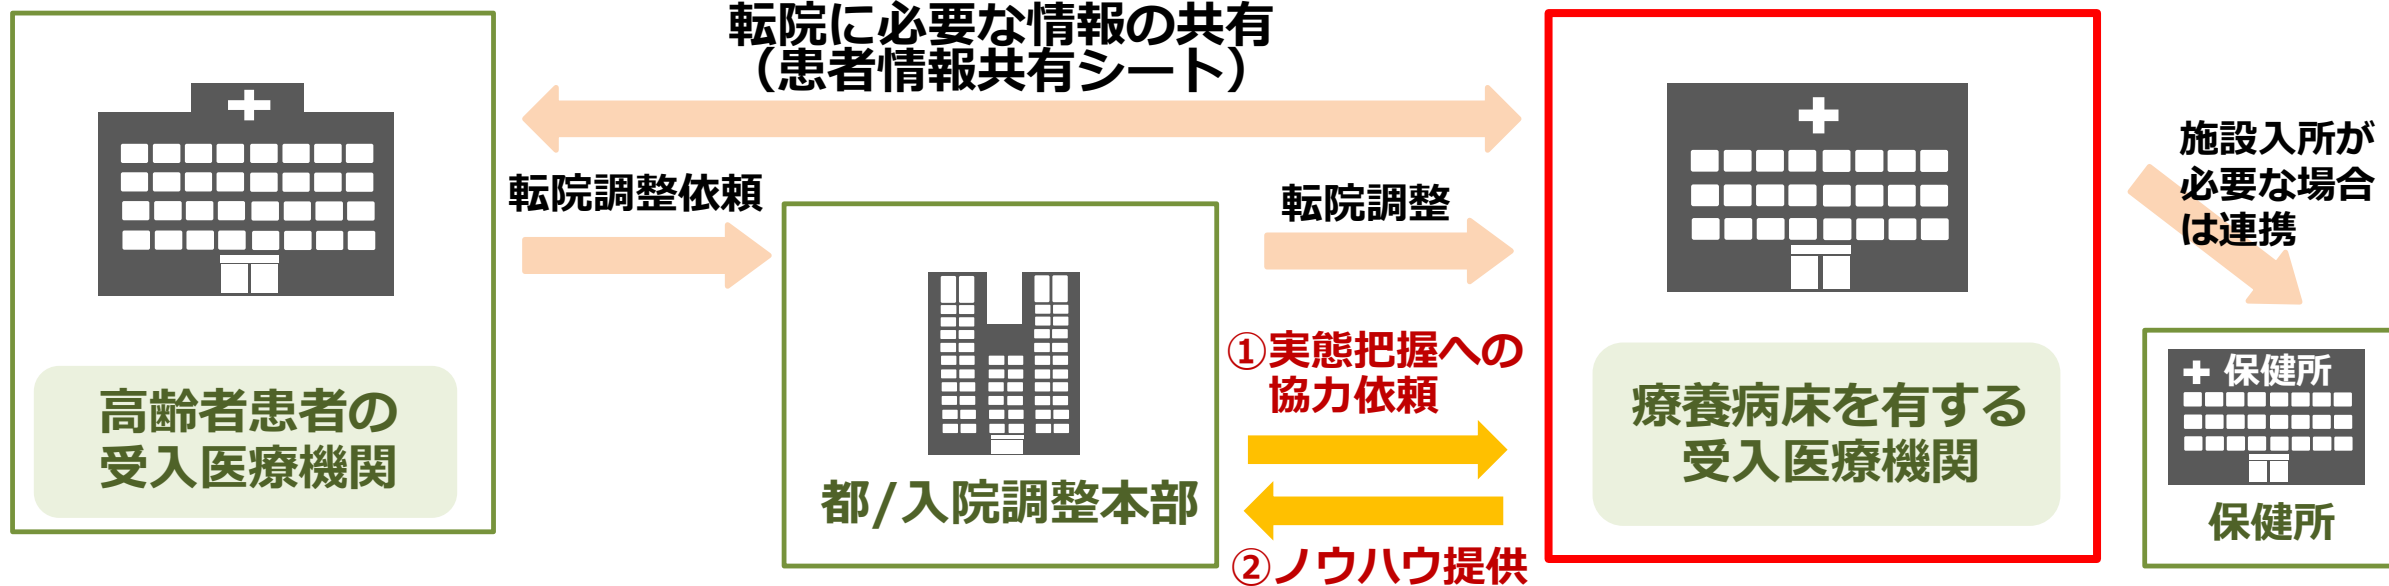 転院に必要な情報の共有
（患者情報共有シート）
転院調整依頼
転院調整
施設入所が
必要な場合
は連携
高齢者患者の
受入医療機関
都/入院調整本部
①実態把握への
協力依頼
②ノウハウ提供
療養病床を有する
受入医療機関
保健所
保健所